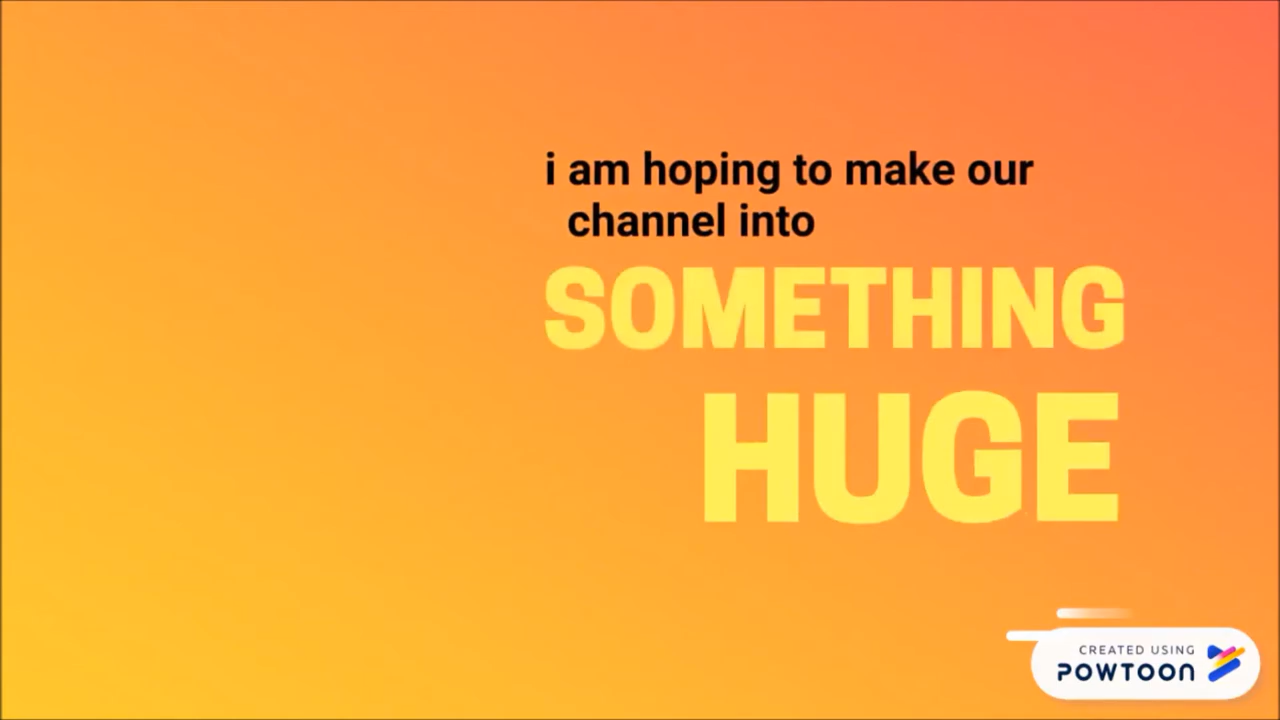 i am hoping to make our
channel into
SOMETHING
HUGE
CREATED USING
POWTOON